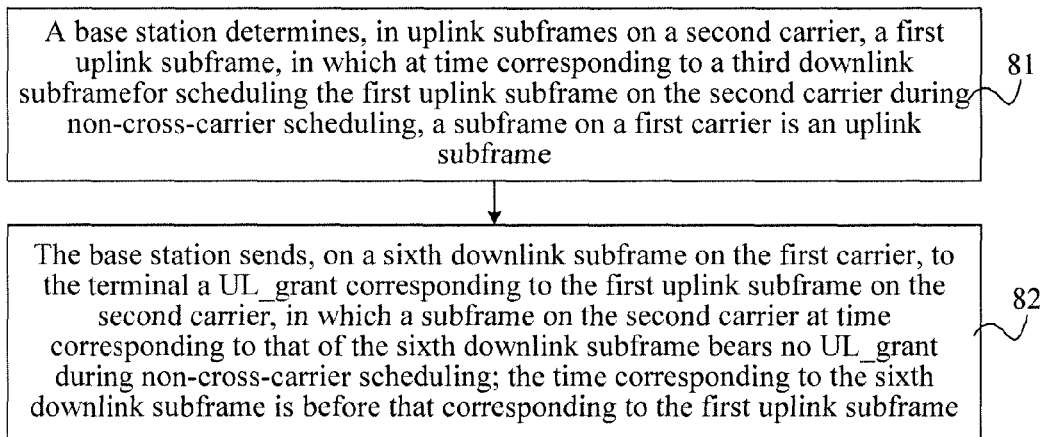 A base station determines, in uplink subframes on a second carrier, a first
uplink subframe, in which at time corresponding to a third downlink
subframefor scheduling the first uplink subframe on the second carrier during
non-cross-carrier scheduling, a subframe on a first carrier is an uplink
subframe
81
The base station sends, on a sixth downlink subframe on the first carrier, to
the terminal a UL_grant corresponding to the first uplink subframe on the
second carrier, in which a subframe on the second carrier at time
corresponding to that of the sixth downlink subframe bears no UL_grant
during non-cross-carrier scheduling; the time corresponding to the sixth
downlink subframe is before that corresponding to the first uplink subframe
82